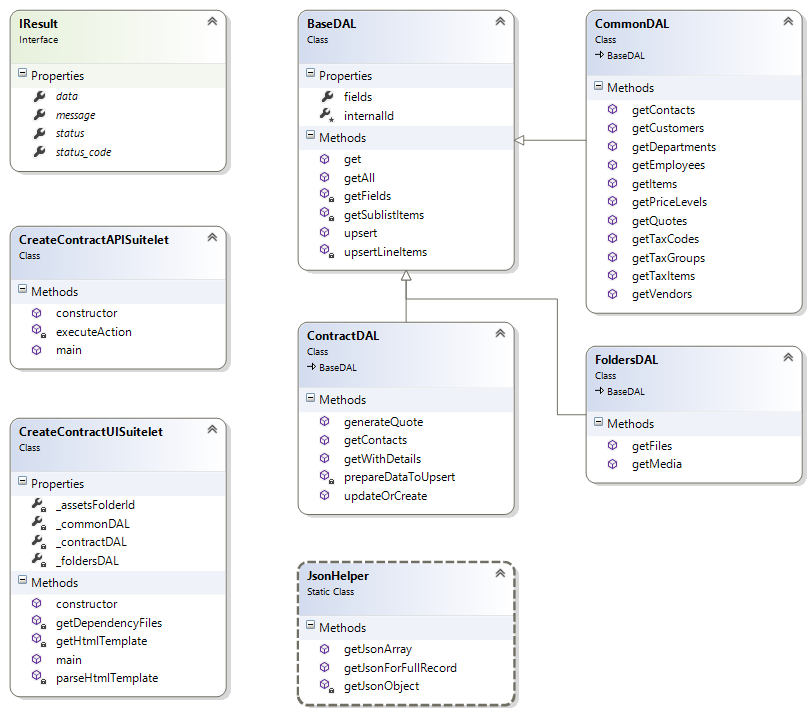 IResult
Interface
Properties
data
message
status
status_code
CreateContractAPISuitelet
Class
Methods
constructor
executeAction
main
CreateContractUISuitelet
Class
Properties
_assetsFolderId
_commonDAL
_contractDAL
_foldersDAL
Methods
constructor
getDependencyFiles
getHtmlTemplate
main
parseHtmlTemplate
BaseDAL
Class
Properties
fields
internalId
Methods
get
getAll
getFields
getSublistItems
upsert
upsertLineItems
ContractDAL
Class
BaseDAL
Methods
generateQuote
getContacts
getWithDetails
prepareDataToUpsert
updateOrCreate
JsonHelper
Static Class
Methods
getJsonArray
getJsonForFullRecord
getJsonObject
CommonDAL
Class
BaseDAL
Methods
getContacts
getCustomers
getDepartments
getEmployees
getItems
getPriceLevels
getQuotes
getTaxCodes
getTaxGroups
getTaxItems
getVendors
FoldersDAL
Class
BaseDAL
Methods
getFiles
getMedia